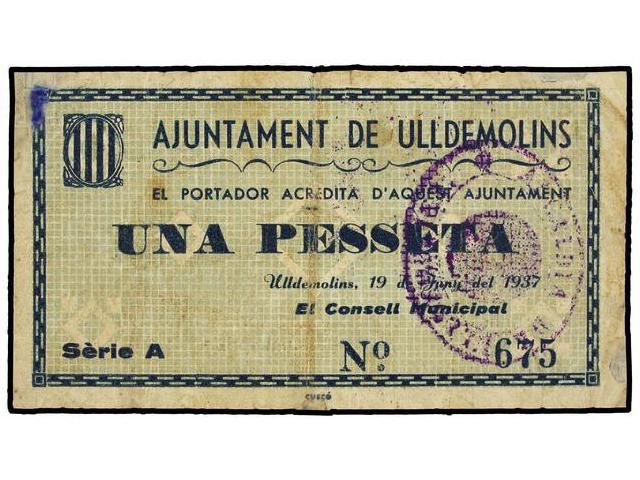 AJUNTAMENT DE ULLDEMOLINS
EL PORTADOR ACREDITA D'AQUEST AJUNTAMENT
UNA PESSETA
Ulldemolins, 19 de Juny del 1937
El Consell Municipal
Sèrie A
Nº 675
CUSCÓ